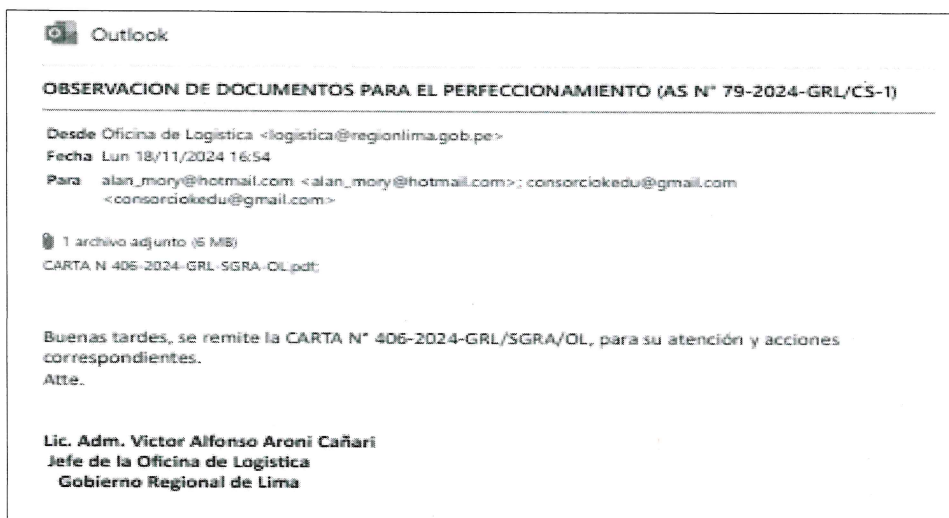 Outlook
OBSERVACION DE DOCUMENTOS PARA EL PERFECCIONAMIENTO (AS N° 79-2024-GRL/CS-1)
Desde Oficina de Logistica <logistica@regionlima.gob.pe>
Fecha Lun 18/11/2024 16:54
Para alan_mory@hotmail.com <alan_mory@hotmail.com>; consorciokedu@gmail.com
<consorciokedu@gmail.com>
1 archivo adjunto (6 MB)
CARTA N 406-2024-GRL-SGRA-OL.pdf;
Buenas tardes, se remite la CARTA N° 406-2024-GRL/SGRA/OL, para su atención y acciones
correspondientes.
Atte.
Lic. Adm. Victor Alfonso Aroni Cañari
Jefe de la Oficina de Logistica
Gobierno Regional de Lima